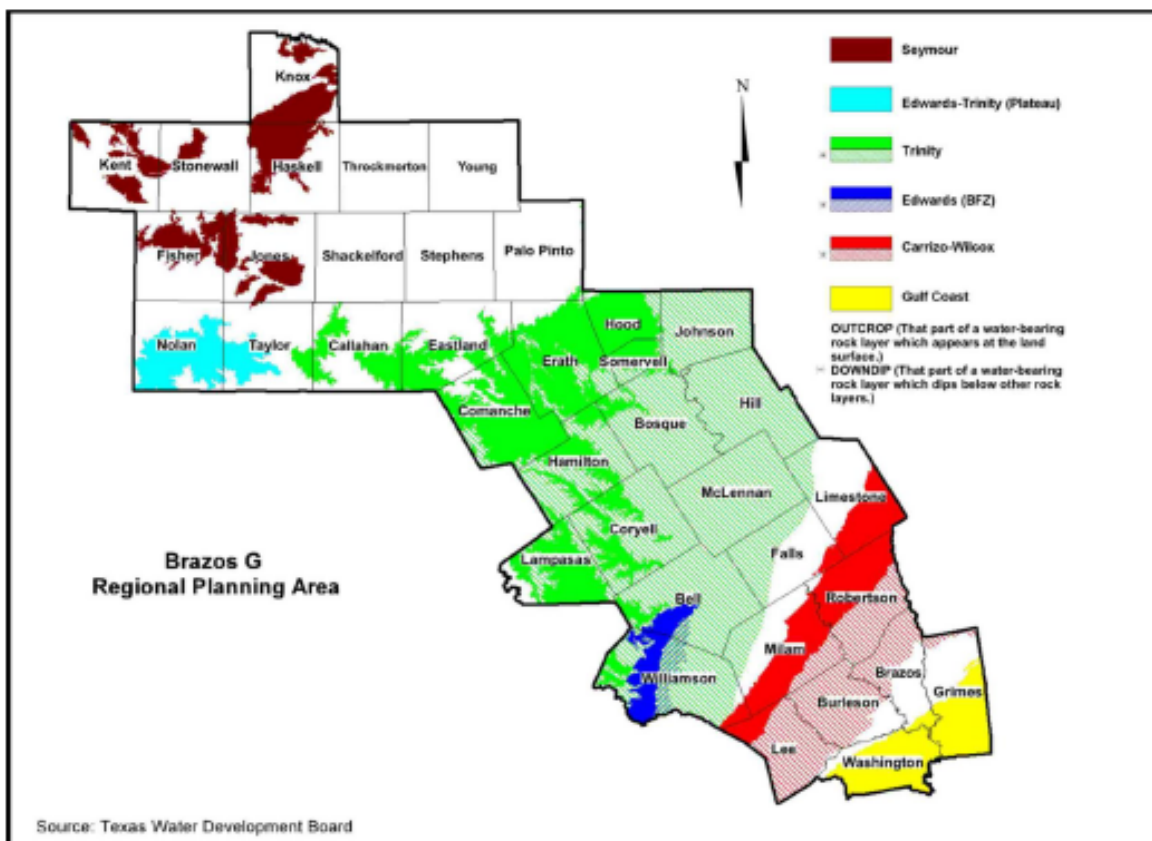 Knox
N
Seymour
Edwards-Trinity (Plateau)
Kent
Stonewall
Haskell
Throckmorton
Young
Trinity
Edwards (BFZ)
Fisher
Jones
Shackelford
Stephens
Palo Pinto
Carrizo-Wilcox
Gulf Coast
OUTCROP (That part of a water-bearing
rock layer which appears at the land
surface.)
DOWNDIP (That part of a water-bearing
rock layer which dips below other rock
layers.)
Nolan
Taylor
Callahan
Eastland
Erath
Hood
Somervell
Johnson
Comanche
Bosque
Hill
Hamilton
McLennan
Limestone
Coryell
Falls
Lampasas
Brazos G
Regional Planning Area
Bell
Robertson
Milam
Williamson
Brazos
Grimes
Burleson
Lee
Washington
Source: Texas Water Development Board